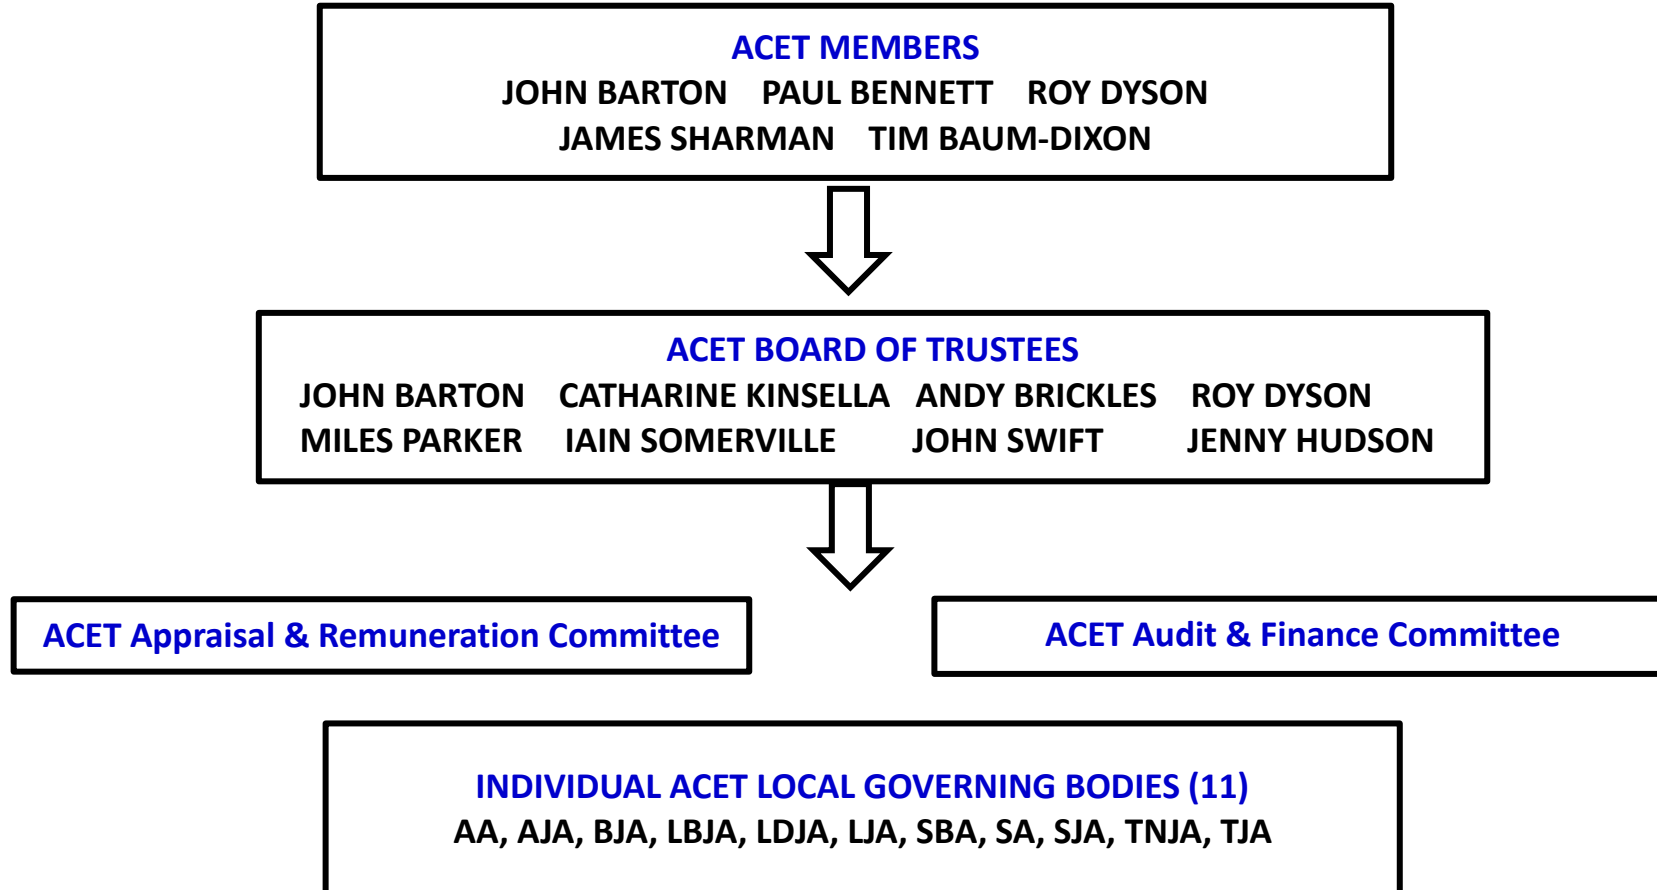 ACET MEMBERS
JOHN BARTON PAUL BENNETT ROY DYSON
JAMES SHARMAN TIM BAUM-DIXON
ACET BOARD OF TRUSTEES
JOHN BARTON CATHARINE KINSELLA ANDY BRICKLES ROY DYSON
MILES PARKER IAIN SOMERVILLE JOHN SWIFT JENNY HUDSON
ACET Appraisal & Remuneration Committee
ACET Audit & Finance Committee
INDIVIDUAL ACET LOCAL GOVERNING BODIES (11)
AA, AJA, BJA, LBJA, LDJA, LJA, SBA, SA, SJA, TNJA, TJA